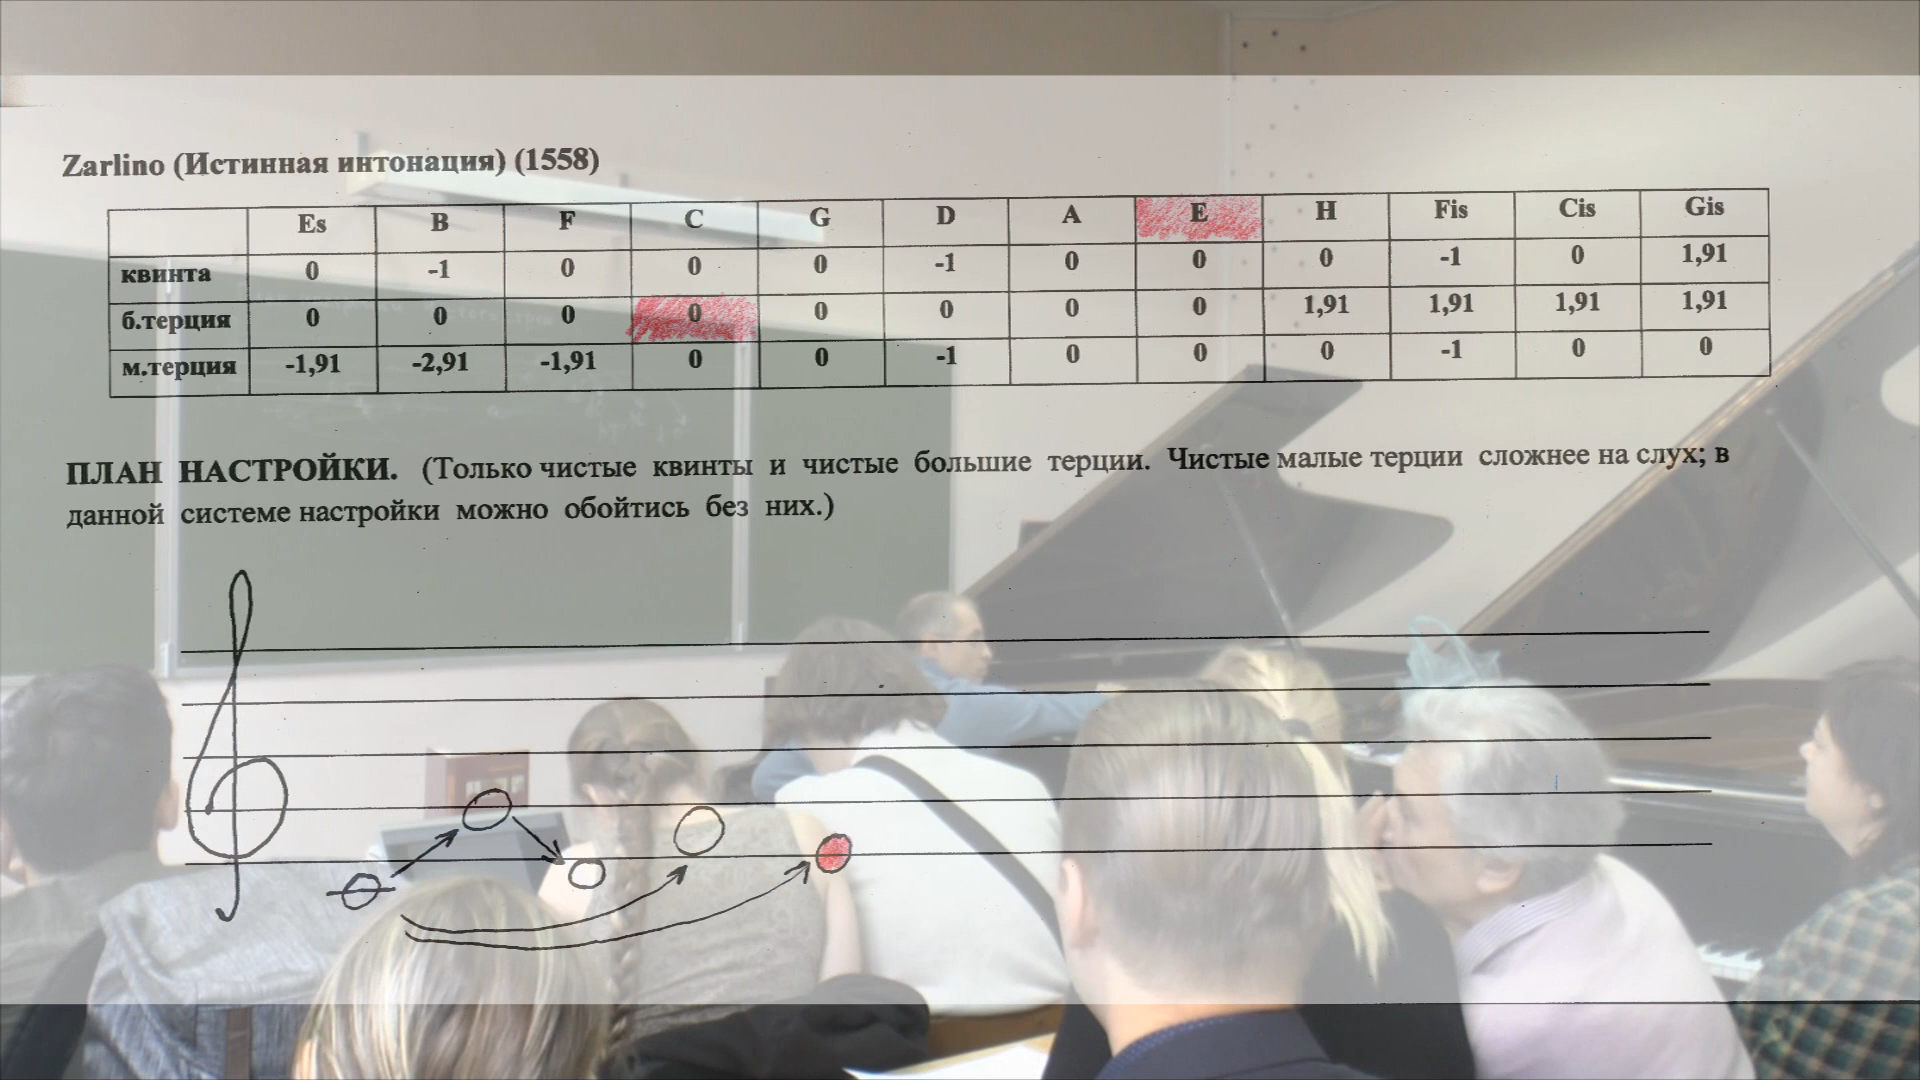 Zarlino (Истинная интонация) (1558)
Es B F C G D A E H Fis Cis Gis
квинта 0 -1 0 0 0 -1 0 0 0 -1 0 1,91
б.терция 0 0 0 0 0 0 0 0 1,91 1,91 1,91 1,91
м.терция -1,91 -2,91 -1,91 0 0 -1 0 0 0 -1 0 0
ПЛАН НАСТРОЙКИ. (Только чистые квинты и чистые большие терции. Чистые малые терции сложнее на слух; в
данной системе настройки можно обойтись без них.)